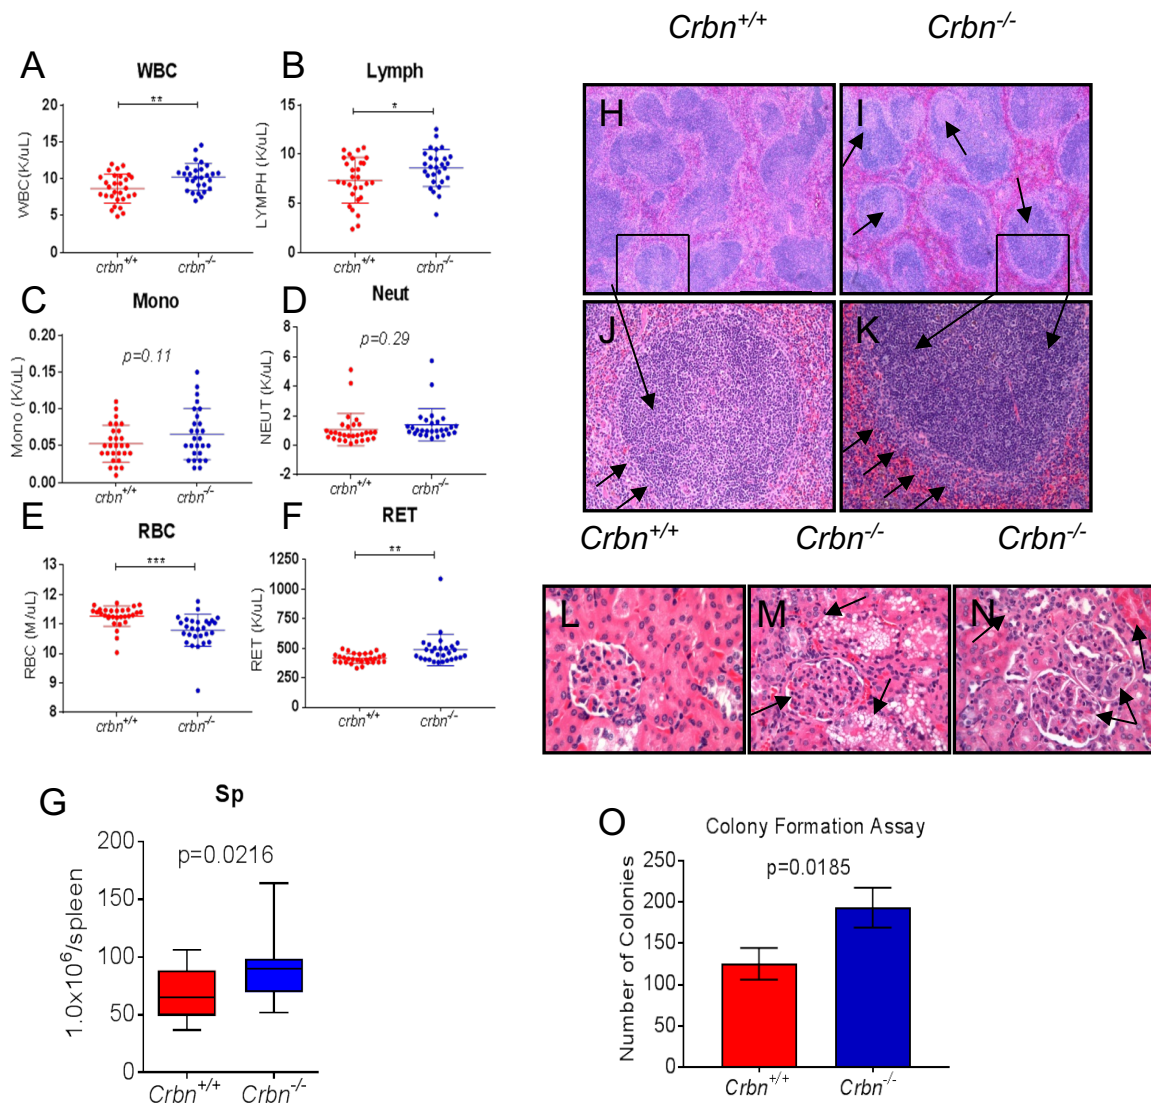 Crbn+/+
Crbn-/-
A
WBC
**
WBC(K/uL)
20
15
10
5
0
crbn+/+
crbn-/-
B
Lymph
*
LYMPH (K/uL)
15
10
5
0
crbn+/+
crbn-/-
C
Mono
p=0.11
Mono (K/uL)
0.20
0.15
0.10
0.05
0.00
crbn+/+
crbn-/-
D
Neut
p=0.29
NEUT (K/uL)
8
6
4
2
0
-2
crbn+/+
crbn-/-
E
RBC
***
RBC (M/uL)
13
12
11
10
9
8
crbn+/+
crbn-/-
F
RET
**
RET (K/uL)
1250
1000
750
500
250
0
crbn+/+
crbn-/-
G
Sp
p=0.0216
1.0x10^6/spleen
200
150
100
50
0
Crbn+/+
Crbn-/-
H
I
J
K
Crbn+/+
Crbn-/-
Crbn-/-
L
M
N
O
Colony Formation Assay
p=0.0185
Number of Colonies
250
200
150
100
50
0
Crbn+/+
Crbn-/-